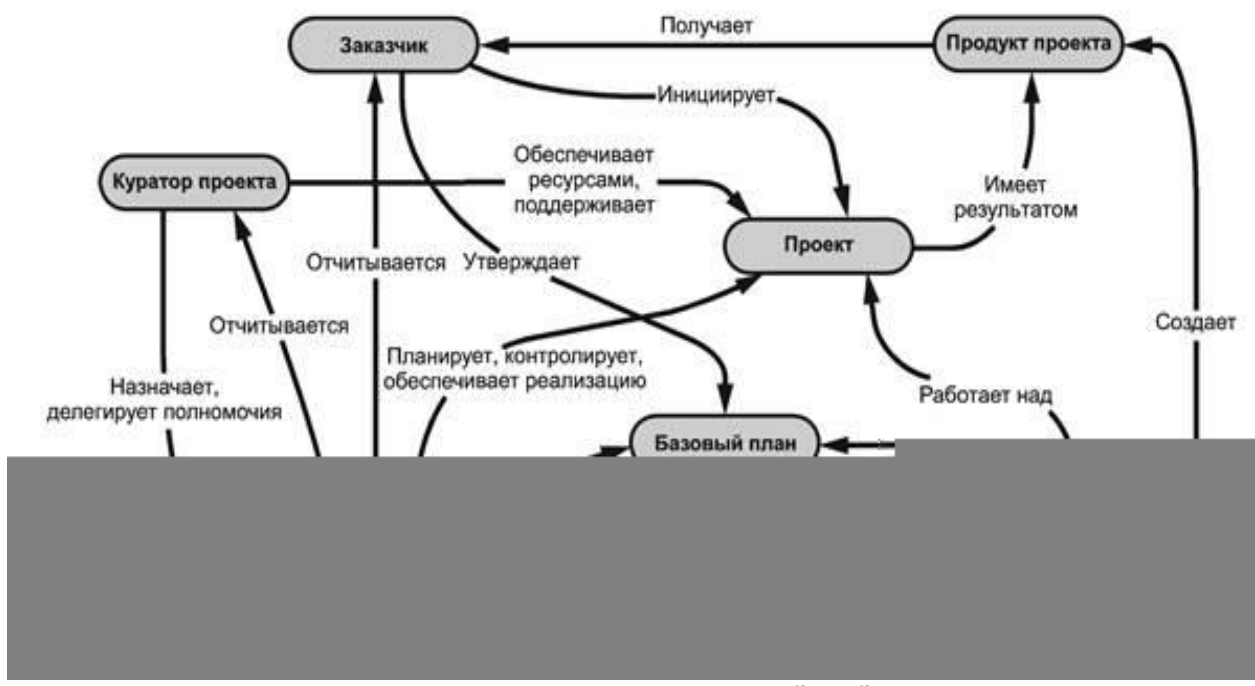 Получает
Заказчик
Продукт проекта
Инициирует
Обеспечивает
ресурсами,
поддерживает
Куратор проекта
Имеет
результатом
Проект
Отчитывается
Утверждает
Отчитывается
Создает
Планирует, контролирует,
обеспечивает реализацию
Назначает,
делегирует полномочия
Работает над
Базовый план